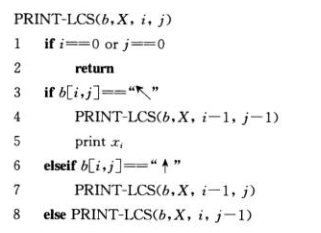 PRINT-LCS(b,X,i,j)
1 if i==0 or j==0
2 return
3 if b[i,j]=="↖"
4 PRINT-LCS(b,X,i−1,j−1)
5 print xᵢ
6 elseif b[i,j]=="↑"
7 PRINT-LCS(b,X,i−1,j)
8 else PRINT-LCS(b,X,i,j−1)